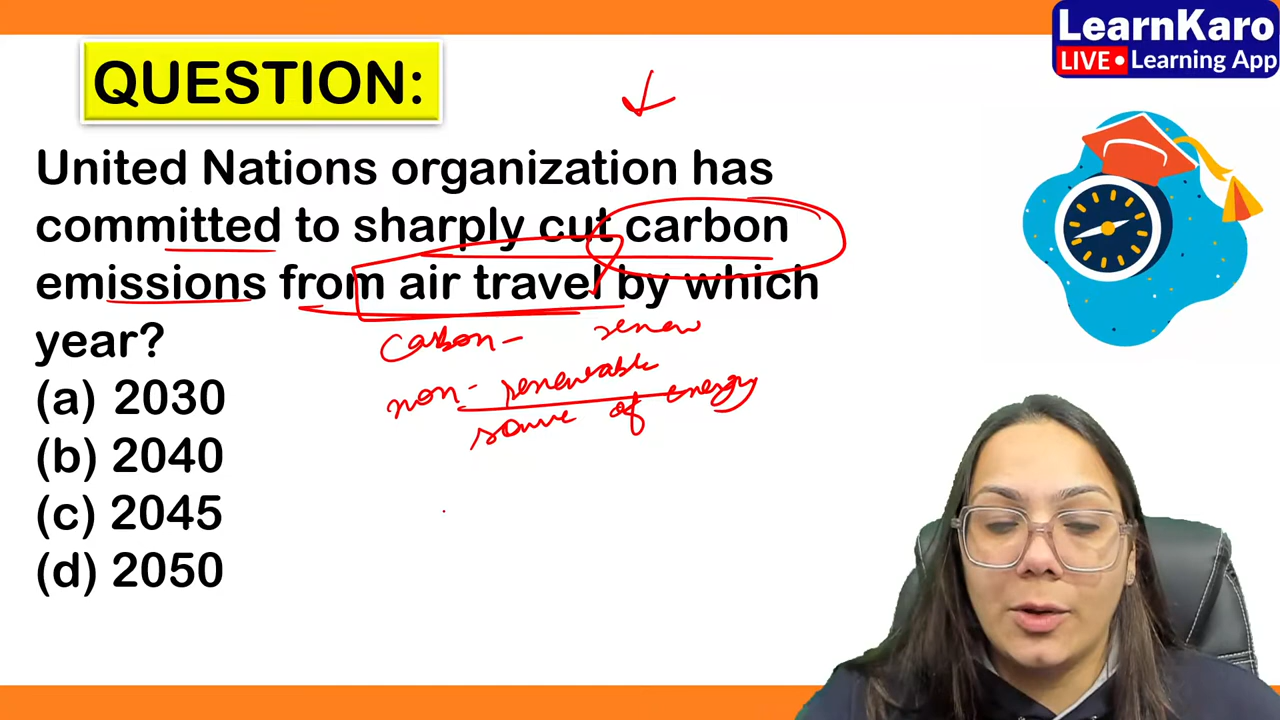 LearnKaro
LIVE • Learning App
QUESTION:
United Nations organization has
committed to sharply cut carbon
emissions from air travel by which
year?
carbon- renew
non- renewable
source of energy
(a) 2030
(b) 2040
(c) 2045
(d) 2050